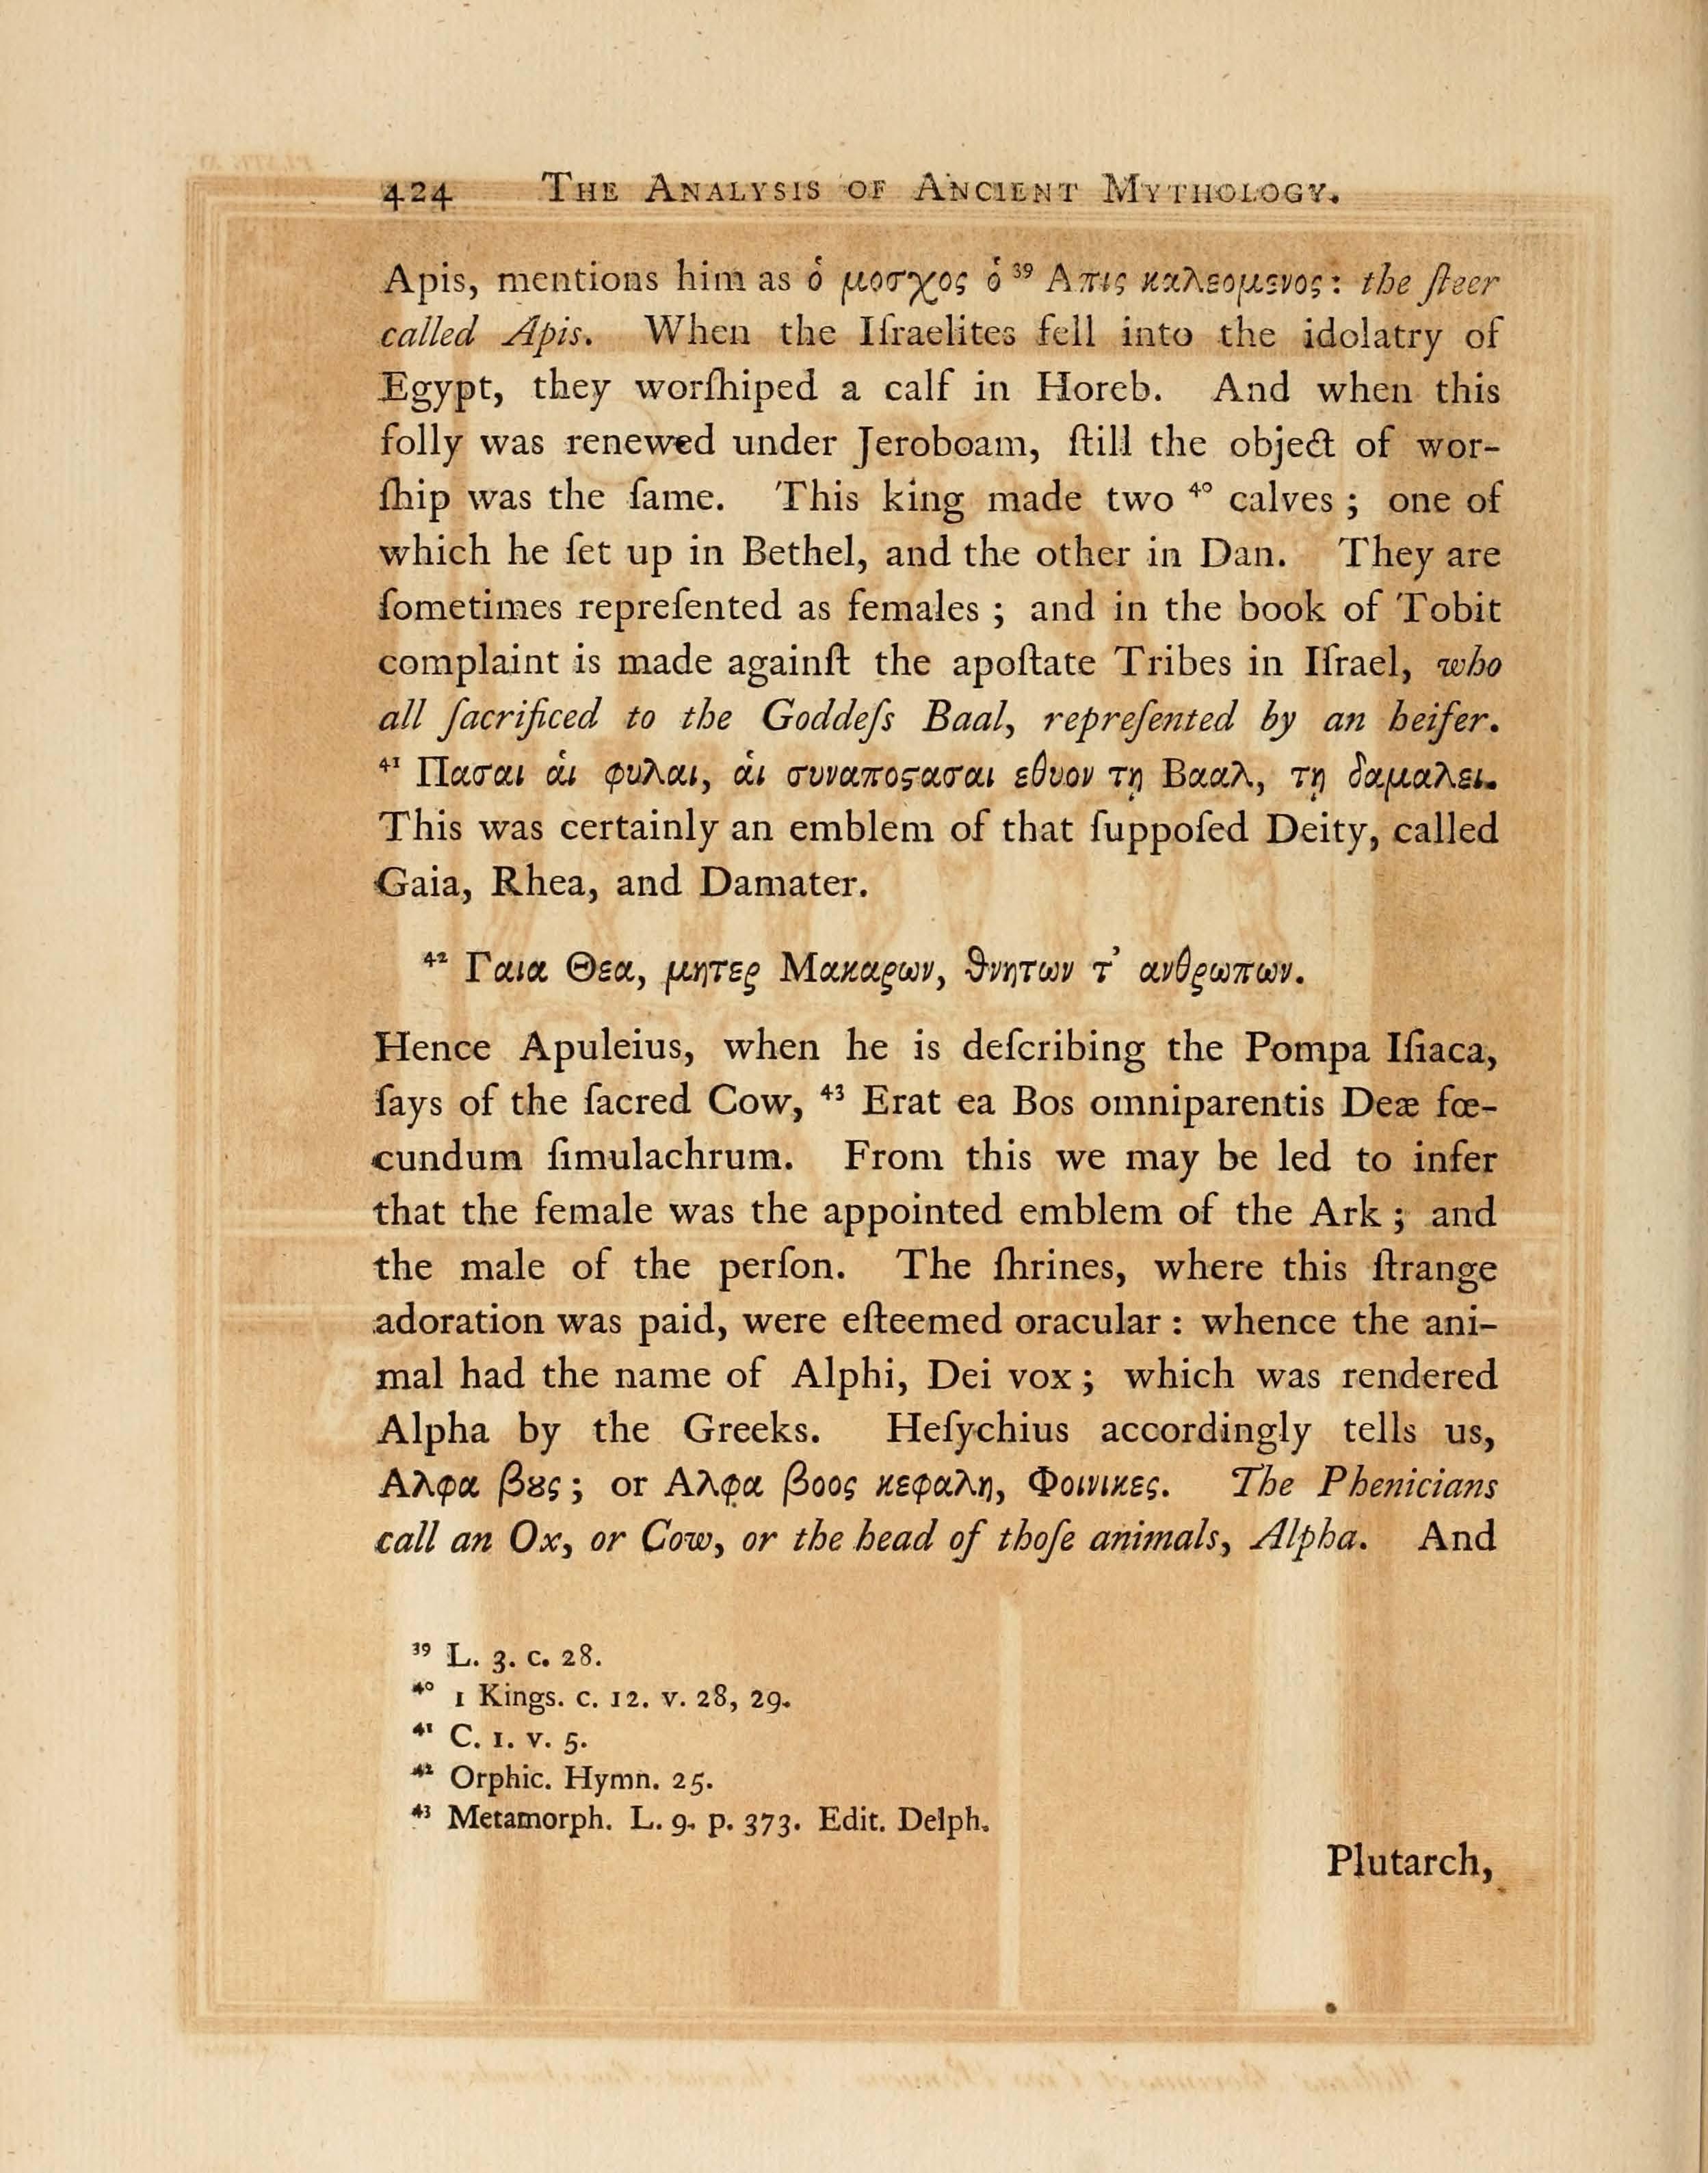 424 THE ANALYSIS OF ANCIENT MYTHOLOGY.
Apis, mentions him as ὁ μοσχος ὁ ³⁹ Απις καλεομενος: the ſteer
called Apis. When the Iſraelites fell into the idolatry of
Egypt, they worſhiped a calf in Horeb. And when this
folly was renewed under Jeroboam, ſtill the object of wor-
ſhip was the ſame. This king made two ⁴⁰ calves; one of
which he ſet up in Bethel, and the other in Dan. They are
ſometimes repreſented as females; and in the book of Tobit
complaint is made againſt the apoſtate Tribes in Iſrael, who
all ſacrificed to the Goddeſs Baal, repreſented by an heifer.
⁴¹ Πασαι ἁι φυλαι, ἁι συναποϛασαι εθυον τῃ Βααλ, τῃ δαμαλει.
This was certainly an emblem of that ſuppoſed Deity, called
Gaia, Rhea, and Damater.
⁴² Γαια Θεα, μητερ Μακαρων, ϑνητων τ’ ανθρωπων.
Hence Apuleius, when he is deſcribing the Pompa Iſiaca,
ſays of the ſacred Cow, ⁴³ Erat ea Bos omniparentis Deæ fœ-
cundum ſimulachrum. From this we may be led to infer
that the female was the appointed emblem of the Ark; and
the male of the perſon. The ſhrines, where this ſtrange
adoration was paid, were eſteemed oracular: whence the ani-
mal had the name of Alphi, Dei vox; which was rendered
Alpha by the Greeks. Heſychius accordingly tells us,
Αλφα βȣς; or Αλφα βοος κεφαλη, Φοινικες. The Phenicians
call an Ox, or Cow, or the head of thoſe animals, Alpha. And
³⁹ L. 3. c. 28.
⁴⁰ 1 Kings. c. 12. v. 28, 29.
⁴¹ C. 1. v. 5.
⁴² Orphic. Hymn. 25.
⁴³ Metamorph. L. 9. p. 373. Edit. Delph.
Plutarch,